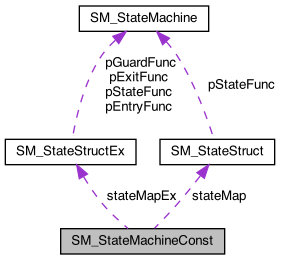 SM_StateMachine
pGuardFunc
pExitFunc
pStateFunc
pEntryFunc
pStateFunc
SM_StateStructEx
SM_StateStruct
stateMapEx
stateMap
SM_StateMachineConst